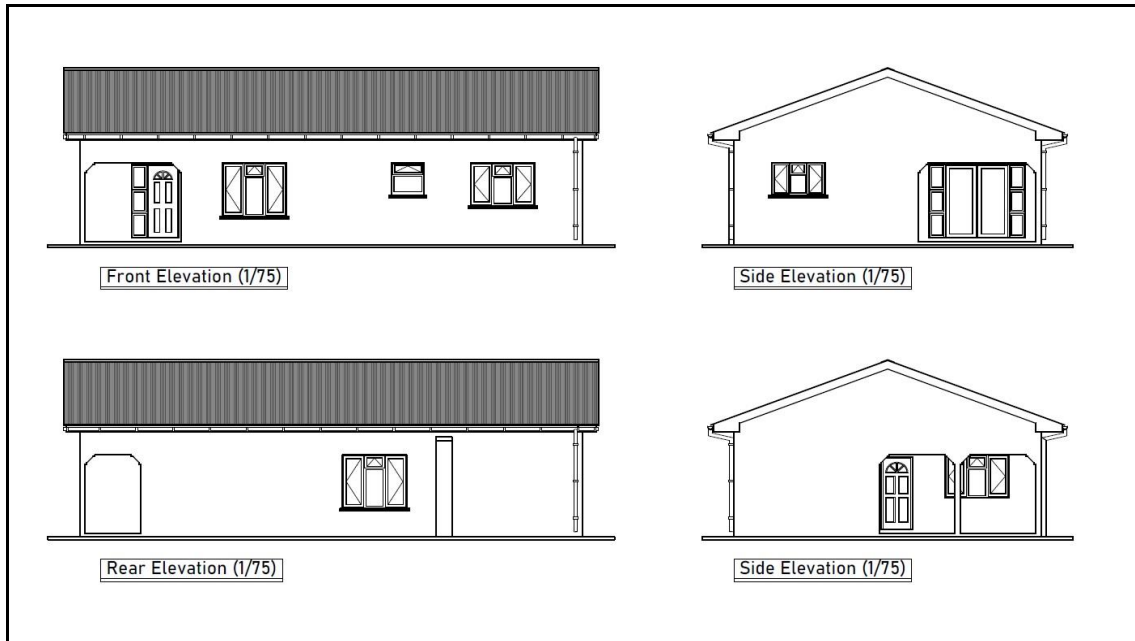 Front Elevation (1/75)
Side Elevation (1/75)
Rear Elevation (1/75)
Side Elevation (1/75)